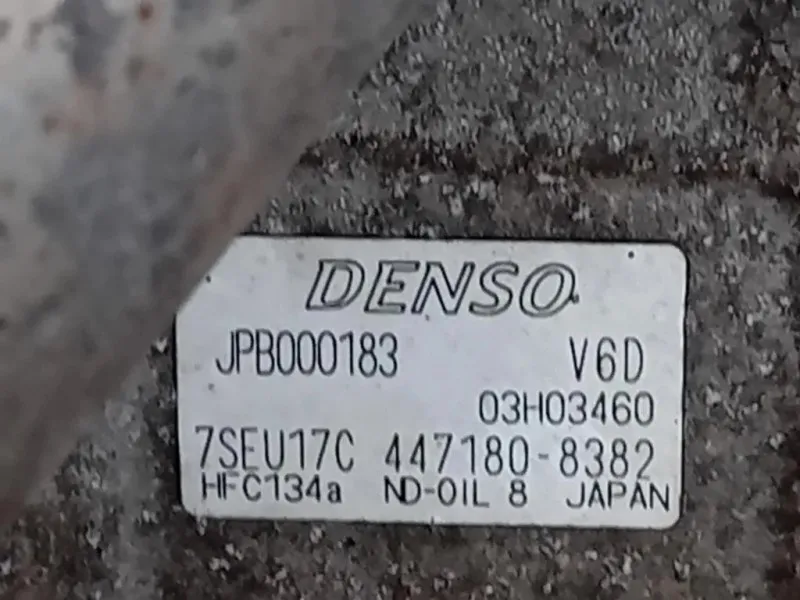 DENSO
JPB000183 V6D
03H03460
7SEU17C 447180-8382
HFC134a ND-OIL 8 JAPAN